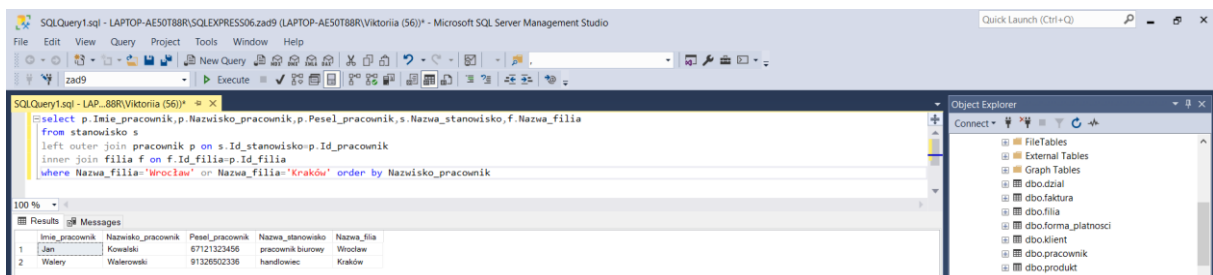 SQLQuery1.sql - LAPTOP-AE50T88R\SQLEXPRESS06.zad9 (LAPTOP-AE50T88R\Viktoriia (56))* - Microsoft SQL Server Management Studio
Quick Launch (Ctrl+Q)
File Edit View Query Project Tools Window Help
New Query
zad9
Execute
SQLQuery1.sql - LAP...88R\Viktoriia (56))*
select p.Imie_pracownik,p.Nazwisko_pracownik,p.Pesel_pracownik,s.Nazwa_stanowisko,f.Nazwa_filia
from stanowisko s
left outer join pracownik p on s.Id_stanowisko=p.Id_pracownik
inner join filia f on f.Id_filia=p.Id_filia
where Nazwa_filia='Wrocław' or Nazwa_filia='Kraków' order by Nazwisko_pracownik
100 %
Results Messages
Imie_pracownik Nazwisko_pracownik Pesel_pracownik Nazwa_stanowisko Nazwa_filia
1 Jan Kowalski 67121323456 pracownik biurowy Wrocław
2 Walery Walerowski 91326502336 handlowiec Kraków
Object Explorer
Connect
FileTables
External Tables
Graph Tables
dbo.dzial
dbo.faktura
dbo.filia
dbo.forma_platnosci
dbo.klient
dbo.pracownik
dbo.produkt